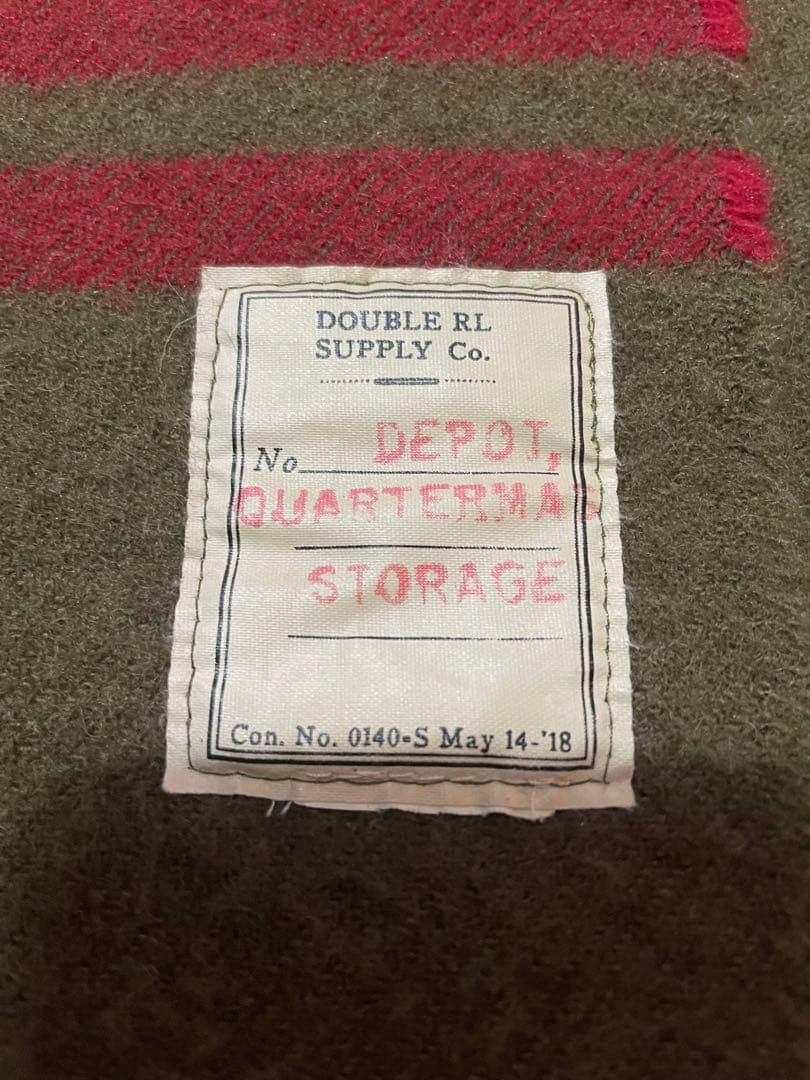 DOUBLE RL
SUPPLY Co.
No DEPOT,
QUARTERMAS
STORAGE
Con. No. 0140-S May 14-'18